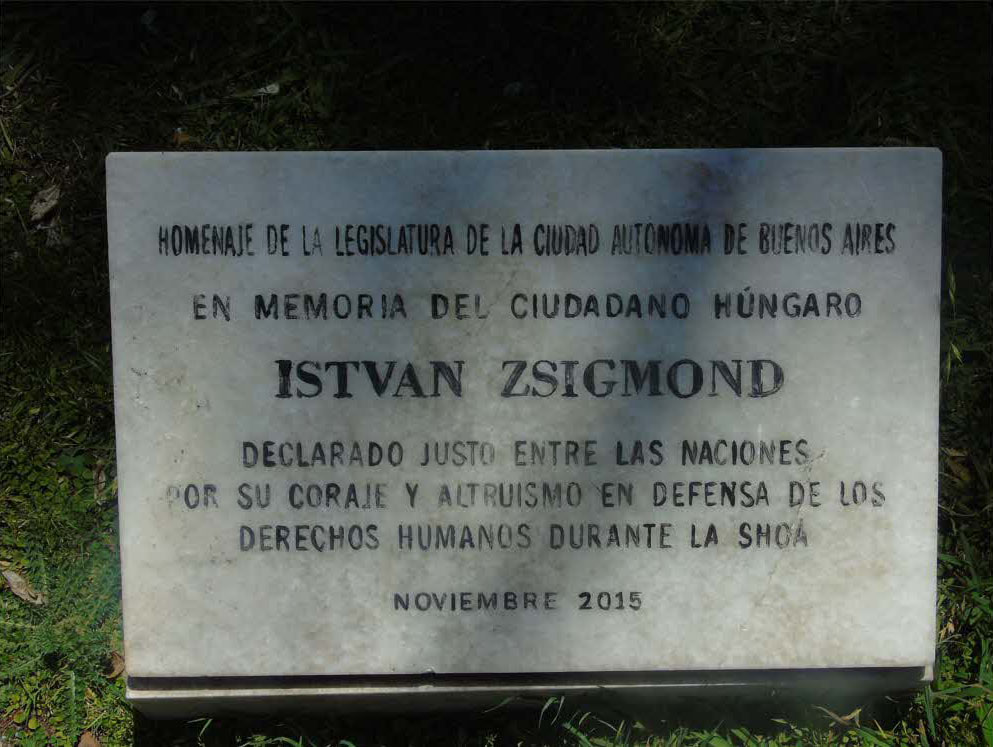 HOMENAJE DE LA LEGISLATURA DE LA CIUDAD AUTONOMA DE BUENOS AIRES
EN MEMORIA DEL CIUDADANO HÚNGARO
ISTVAN ZSIGMOND
DECLARADO JUSTO ENTRE LAS NACIONES
POR SU CORAJE Y ALTRUISMO EN DEFENSA DE LOS
DERECHOS HUMANOS DURANTE LA SHOÁ
NOVIEMBRE 2015